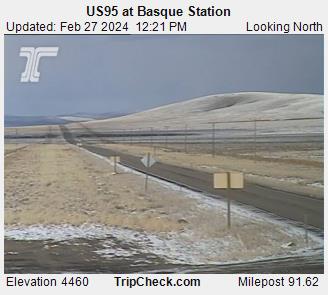 US95 at Basque Station
Updated: Feb 27 2024 12:21 PM Looking North
Elevation 4460 TripCheck.com Milepost 91.62